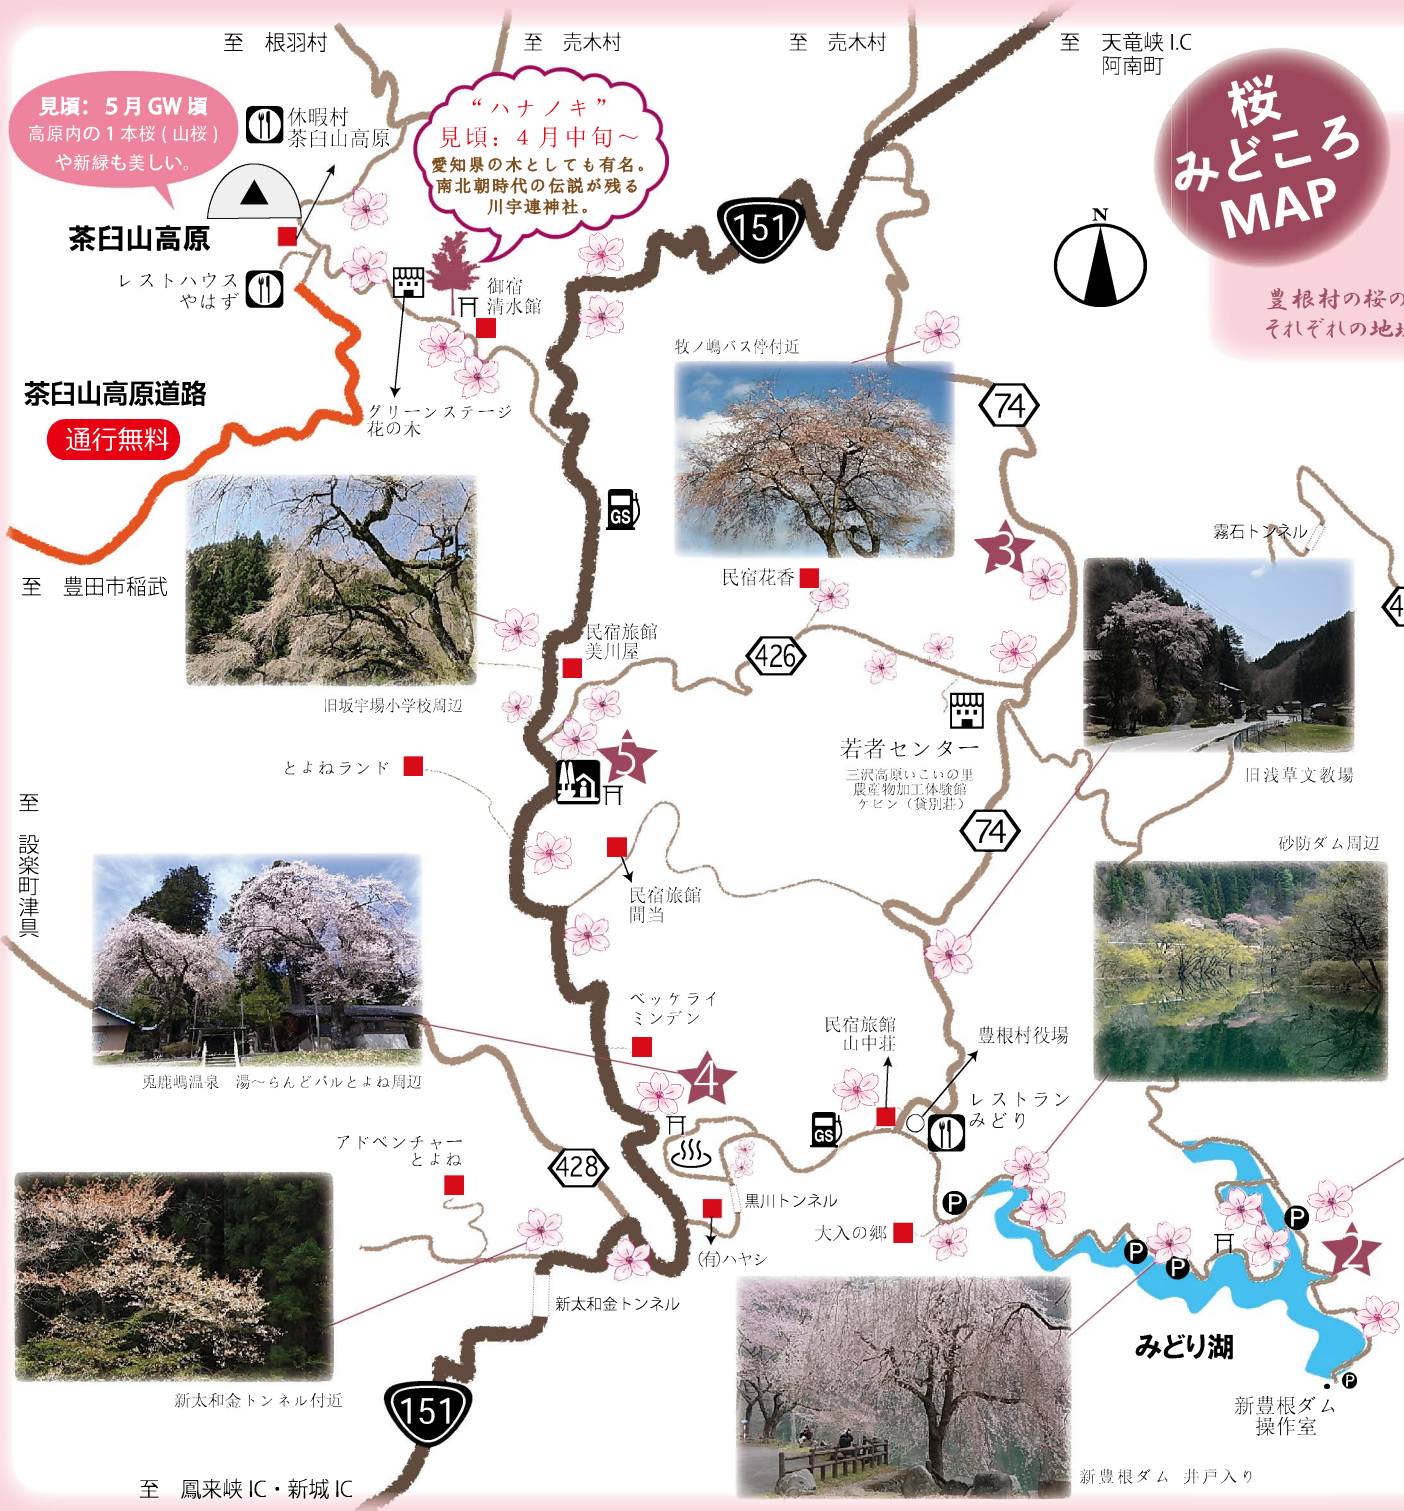 至 根羽村
至 売木村
至 売木村
至 天竜峡 I.C
阿南町
桜
みどころ
MAP
見頃：５月 GW 頃
高原内の１本桜 ( 山桜 )
や新緑も美しい。
休暇村
茶臼山高原
“ハナノキ”
見頃：４月中旬～
愛知県の木としても有名。
南北朝時代の伝説が残る
川宇連神社。
151
N
茶臼山高原
レストハウス
やはず
御宿
清水館
豊根村の桜の
それぞれの地域
牧ノ嶋バス停付近
茶臼山高原道路
通行無料
グリーンステージ
花の木
74
GS
3
霧石トンネル
至 豊田市稲武
民宿花香
4
民宿旅館
美川屋
426
旧坂宇場小学校周辺
若者センター
三沢高原いこいの里
農産物加工体験館
ケビン（貸別荘）
5
とよねランド
旧浅草文教場
至 設楽町津具
74
砂防ダム周辺
民宿旅館
間当
ベッケライ
ミンデン
民宿旅館
山中荘
豊根村役場
兎鹿嶋温泉 湯～らんどパルとよね周辺
4
レストラン
みどり
GS
アドベンチャー
とよね
428
黒川トンネル
P
大入の郷
(有)ハヤシ
P
P
P
2
新太和金トンネル
みどり湖
P
新太和金トンネル付近
151
新豊根ダム
操作室
新豊根ダム 井戸入り
至 鳳来峡 IC・新城 IC